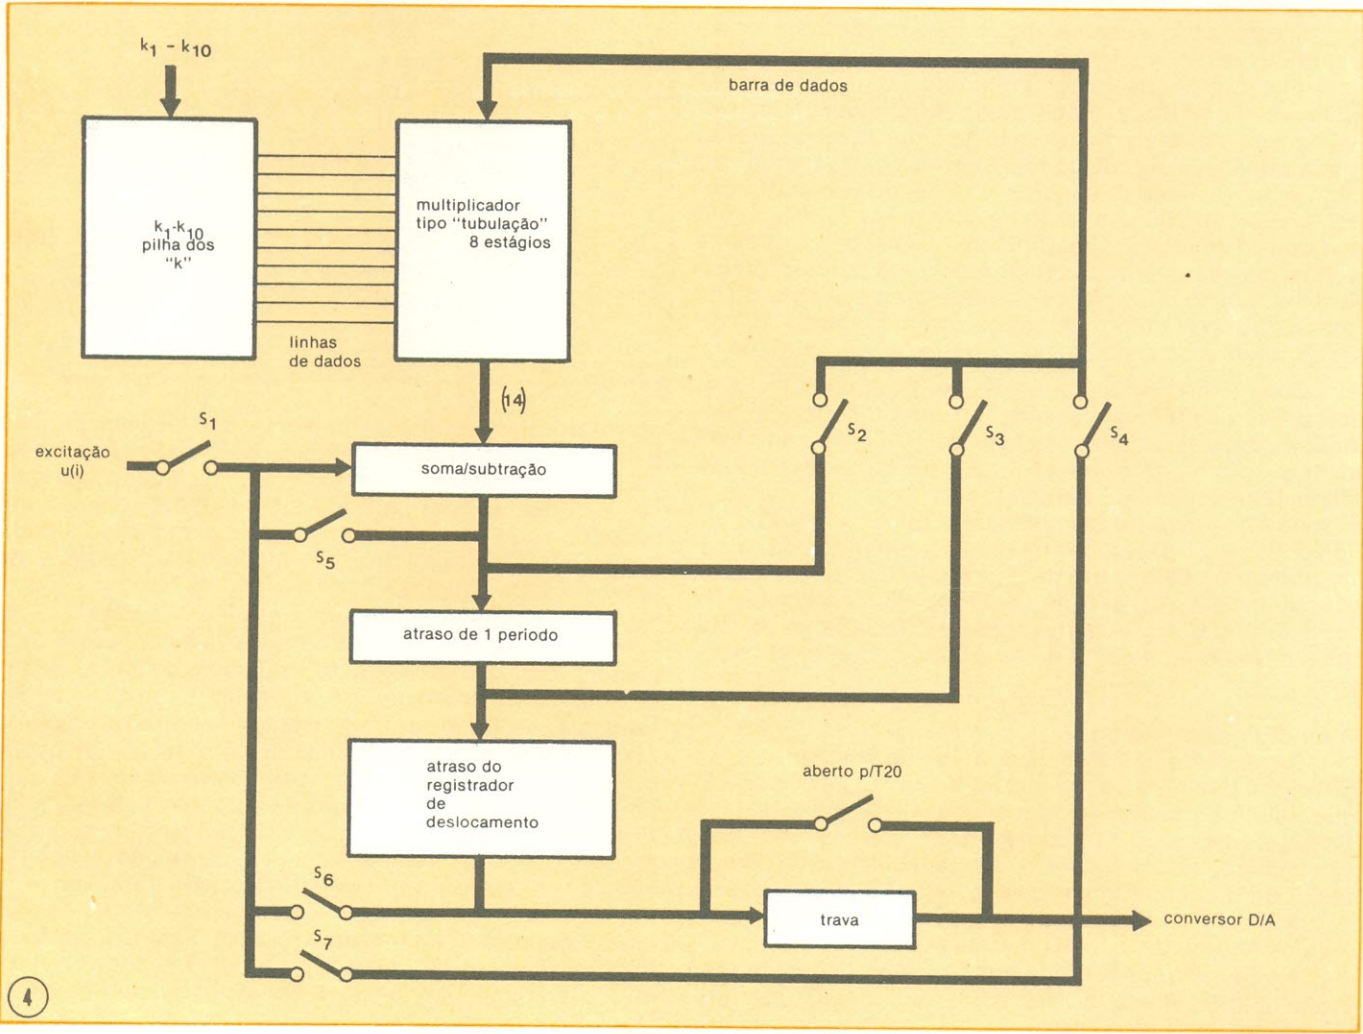 k1 - k10
barra de dados
k1-k10
pilha dos
"k"
multiplicador
tipo "tubulação"
8 estágios
linhas
de dados
(14)
S1
excitação
u(i)
soma/subtração
S2
S3
S4
S5
atraso de 1 periodo
atraso do
registrador
de
deslocamento
aberto p/T20
S6
trava
conversor D/A
S7
4